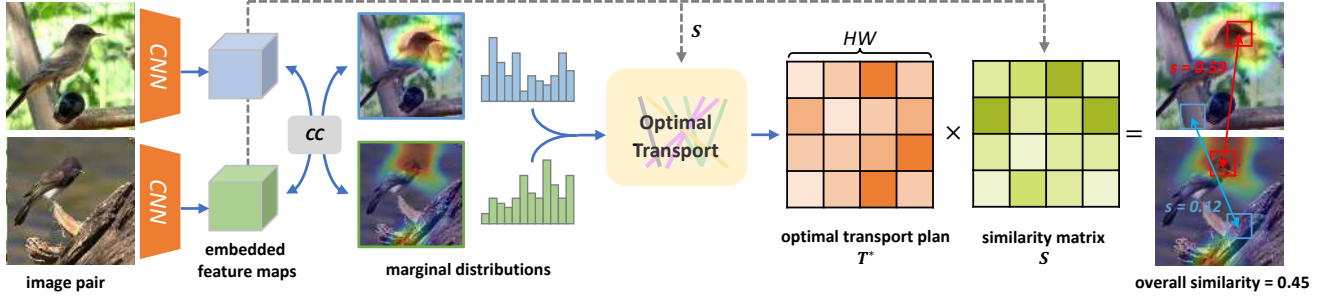 CNN
CNN
image pair
embedded
feature maps
CC
marginal distributions
S
Optimal
Transport
HW
optimal transport plan
T*
×
similarity matrix
S
=
s = 0.59
s = 0.12
overall similarity = 0.45